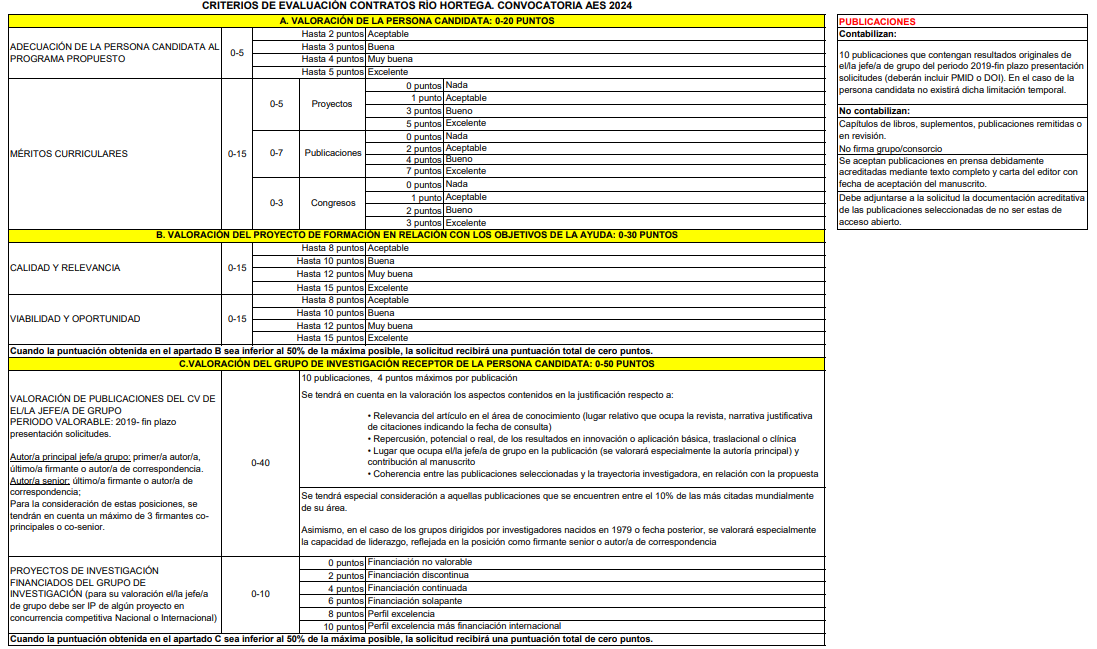 CRITERIOS DE EVALUACIÓN CONTRATOS RÍO HORTEGA. CONVOCATORIA AES 2024
A. VALORACIÓN DE LA PERSONA CANDIDATA: 0-20 PUNTOS
ADECUACIÓN DE LA PERSONA CANDIDATA AL
PROGRAMA PROPUESTO
0-5
Hasta 2 puntos Aceptable
Hasta 3 puntos Buena
Hasta 4 puntos Muy buena
Hasta 5 puntos Excelente
MÉRITOS CURRICULARES
0-15
0-5
Proyectos
0 puntos Nada
1 punto Aceptable
3 puntos Bueno
5 puntos Excelente
0-7
Publicaciones
0 puntos Nada
2 puntos Aceptable
4 puntos Bueno
7 puntos Excelente
0-3
Congresos
0 puntos Nada
1 punto Aceptable
2 puntos Bueno
3 puntos Excelente
B. VALORACIÓN DEL PROYECTO DE FORMACIÓN EN RELACIÓN CON LOS OBJETIVOS DE LA AYUDA: 0-30 PUNTOS
CALIDAD Y RELEVANCIA
0-15
Hasta 8 puntos Aceptable
Hasta 10 puntos Buena
Hasta 12 puntos Muy buena
Hasta 15 puntos Excelente
VIABILIDAD Y OPORTUNIDAD
0-15
Hasta 8 puntos Aceptable
Hasta 10 puntos Buena
Hasta 12 puntos Muy buena
Hasta 15 puntos Excelente
Cuando la puntuación obtenida en el apartado B sea inferior al 50% de la máxima posible, la solicitud recibirá una puntuación total de cero puntos.
C.VALORACIÓN DEL GRUPO DE INVESTIGACIÓN RECEPTOR DE LA PERSONA CANDIDATA: 0-50 PUNTOS
VALORACIÓN DE PUBLICACIONES DEL CV DE
EL/LA JEFE/A DE GRUPO
PERIODO VALORABLE: 2019- fin plazo
presentación solicitudes.
Autor/a principal jefe/a grupo: primer/a autor/a,
último/a firmante o autor/a de correspondencia.
Autor/a senior: último/a firmante o autor/a de
correspondencia;
Para la consideración de estas posiciones, se
tendrán en cuenta un máximo de 3 firmantes co-
principales o co-senior.
0-40
10 publicaciones, 4 puntos máximos por publicación
Se tendrá en cuenta en la valoración los aspectos contenidos en la justificación respecto a:
• Relevancia del artículo en el área de conocimiento (lugar relativo que ocupa la revista, narrativa justificativa
de citaciones indicando la fecha de consulta)
• Repercusión, potencial o real, de los resultados en innovación o aplicación básica, traslacional o clínica
• Lugar que ocupa el/la jefe/a de grupo en la publicación (se valorará especialmente la autoría principal) y
contribución al manuscrito
• Coherencia entre las publicaciones seleccionadas y la trayectoria investigadora, en relación con la propuesta
Se tendrá especial consideración a aquellas publicaciones que se encuentren entre el 10% de las más citadas mundialmente
de su área.
Asimismo, en el caso de los grupos dirigidos por investigadores nacidos en 1979 o fecha posterior, se valorará especialmente
la capacidad de liderazgo, reflejada en la posición como firmante senior o autor/a de correspondencia
PROYECTOS DE INVESTIGACIÓN
FINANCIADOS DEL GRUPO DE
INVESTIGACIÓN (para su valoración el/la jefe/a
de grupo debe ser IP de algún proyecto en
concurrencia competitiva Nacional o Internacional)
0-10
0 puntos Financiación no valorable
2 puntos Financiación discontinua
4 puntos Financiación continuada
6 puntos Financiación solapante
8 puntos Perfil excelencia
10 puntos Perfil excelencia más financiación internacional
Cuando la puntuación obtenida en el apartado C sea inferior al 50% de la máxima posible, la solicitud recibirá una puntuación total de cero puntos.
PUBLICACIONES
Contabilizan:
10 publicaciones que contengan resultados originales de
el/la jefe/a de grupo del periodo 2019-fin plazo presentación
solicitudes (deberán incluir PMID o DOI). En el caso de la
persona candidata no existirá dicha limitación temporal.
No contabilizan:
Capítulos de libros, suplementos, publicaciones remitidas o
en revisión.
No firma grupo/consorcio
Se aceptan publicaciones en prensa debidamente
acreditadas mediante texto completo y carta del editor con
fecha de aceptación del manuscrito.
Debe adjuntarse a la solicitud la documentación acreditativa
de las publicaciones seleccionadas de no ser estas de
acceso abierto.